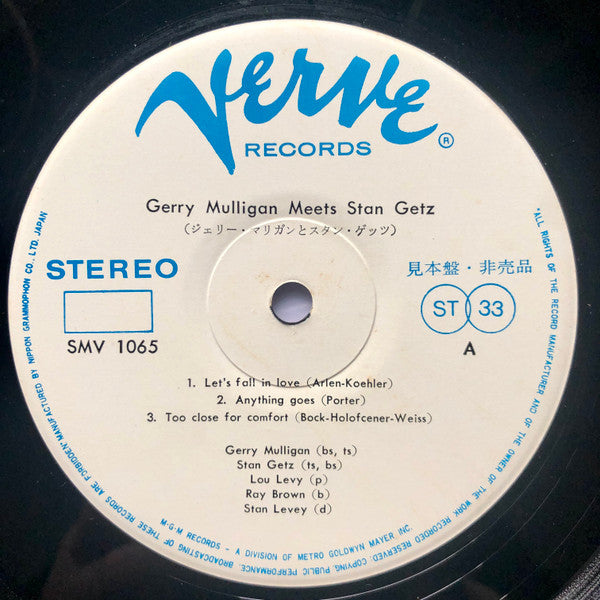 Verve
RECORDS ®
Gerry Mulligan Meets Stan Getz
(ジェリー・マリガンとスタン・ゲッツ)
STEREO
見本盤・非売品
ST 33
SMV 1065
A
1. Let's fall in love (Arlen-Koehler)
2. Anything goes (Porter)
3. Too close for comfort (Bock-Holofcener-Weiss)
Gerry Mulligan (bs, ts)
Stan Getz (ts, bs)
Lou Levy (p)
Ray Brown (b)
Stan Levey (d)
M-G-M RECORDS – A DIVISION OF METRO GOLDWYN MAYER INC.
"ALL RIGHTS OF THE RECORD MANUFACTURER AND OF THE OWNER OF THE WORK RECORDED RESERVED. COPYING, PUBLIC PERFORMANCE, BROADCASTING OF THESE RECORDS ARE FORBIDDEN" MANUFACTURED BY NIPPON GRAMMOPHON CO., LTD. JAPAN